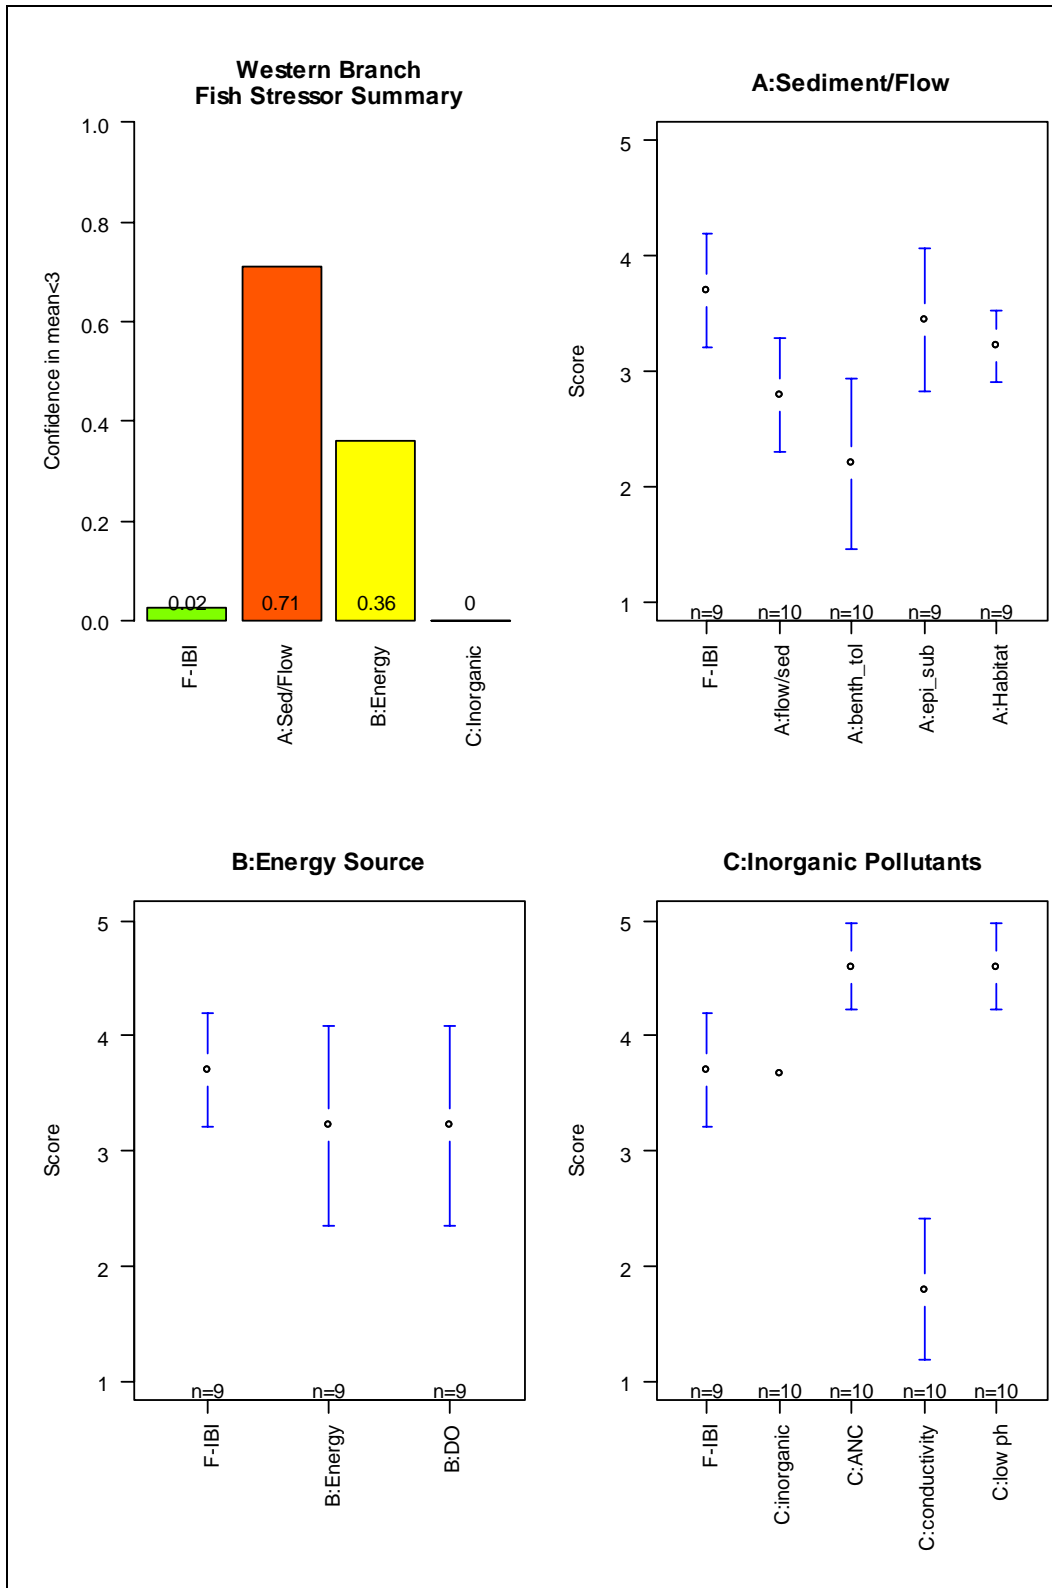 Western Branch
Fish Stressor Summary
Confidence in mean<3
1.0
0.8
0.6
0.4
0.2
0.0
0.02
0.71
0.36
0
F-IBI
A:Sed/Flow
B:Energy
C:Inorganic
A:Sediment/Flow
Score
5
4
3
2
1
n=9
n=10
n=10
n=9
n=9
F-IBI
A:flow/sed
A:benth_tol
A:epi_sub
A:Habitat
B:Energy Source
Score
5
4
3
2
1
n=9
n=9
n=9
F-IBI
B:Energy
B:DO
C:Inorganic Pollutants
Score
5
4
3
2
1
n=9
n=10
n=10
n=10
n=10
F-IBI
C:inorganic
C:ANC
C:conductivity
C:low ph